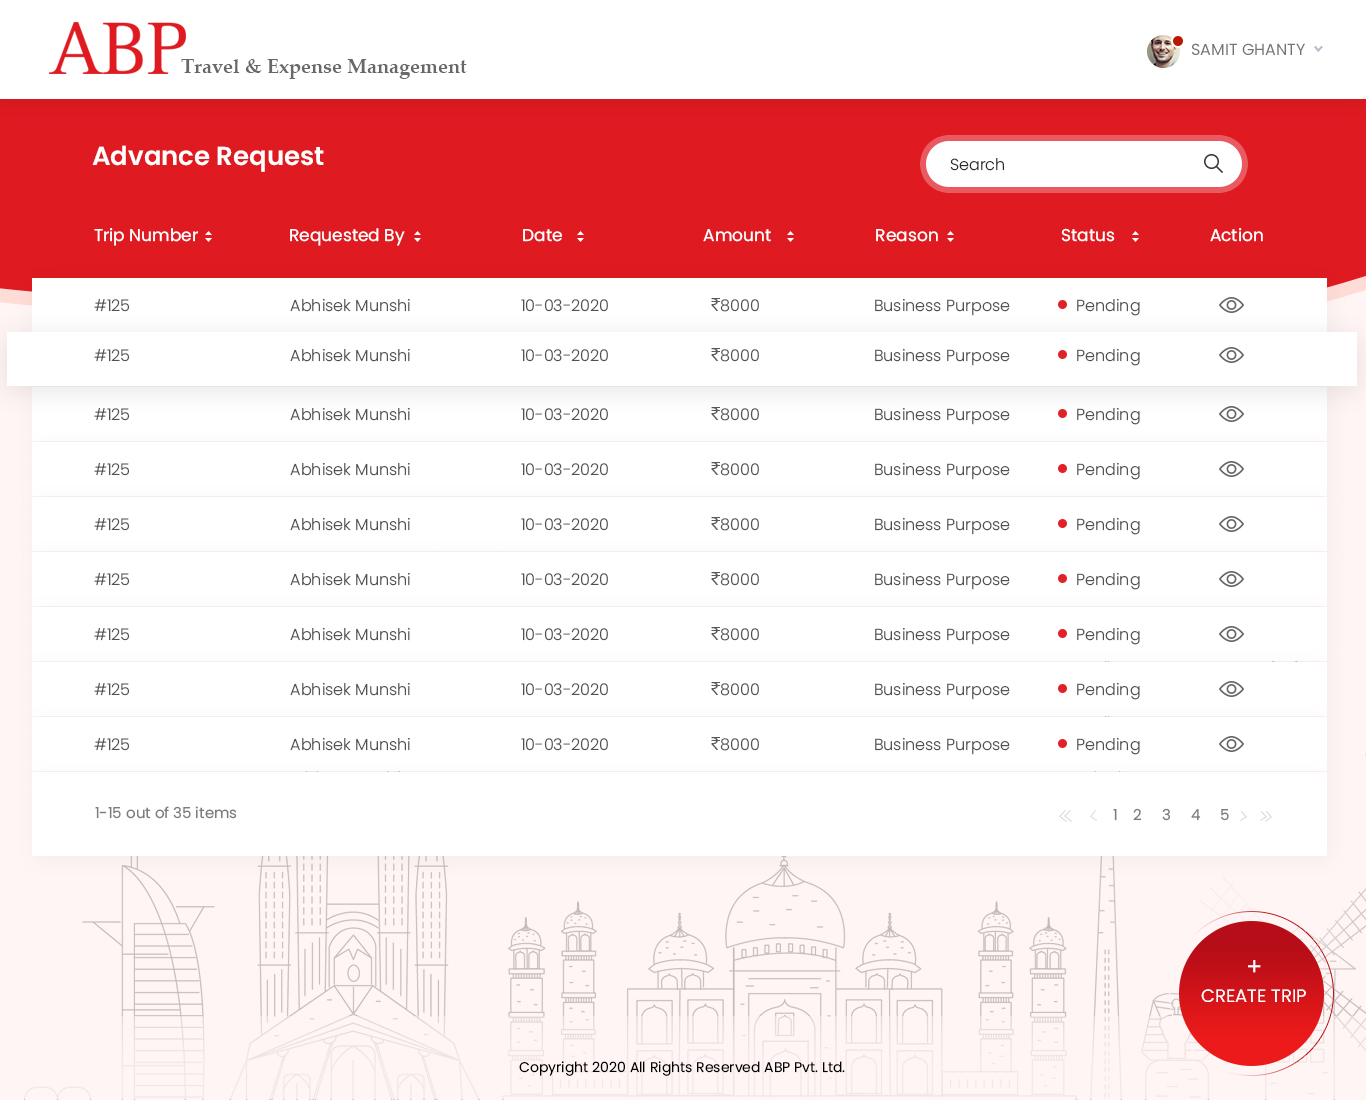 ABP Travel & Expense Management
SAMIT GHANTY
Advance Request
Search
Trip Number Requested By Date Amount Reason Status Action
#125 Abhisek Munshi 10-03-2020 ₹8000 Business Purpose Pending
#125 Abhisek Munshi 10-03-2020 ₹8000 Business Purpose Pending
#125 Abhisek Munshi 10-03-2020 ₹8000 Business Purpose Pending
#125 Abhisek Munshi 10-03-2020 ₹8000 Business Purpose Pending
#125 Abhisek Munshi 10-03-2020 ₹8000 Business Purpose Pending
#125 Abhisek Munshi 10-03-2020 ₹8000 Business Purpose Pending
#125 Abhisek Munshi 10-03-2020 ₹8000 Business Purpose Pending
#125 Abhisek Munshi 10-03-2020 ₹8000 Business Purpose Pending
#125 Abhisek Munshi 10-03-2020 ₹8000 Business Purpose Pending
1-15 out of 35 items
1 2 3 4 5
+
CREATE TRIP
Copyright 2020 All Rights Reserved ABP Pvt. Ltd.